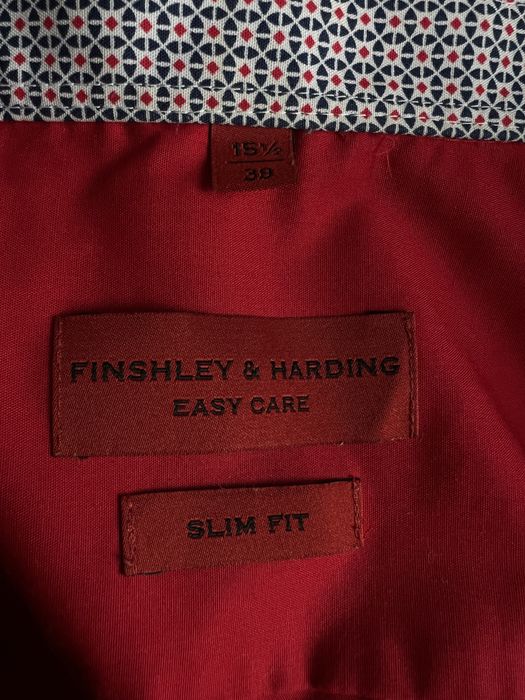 15½
39
FINSHLEY & HARDING
EASY CARE
SLIM FIT